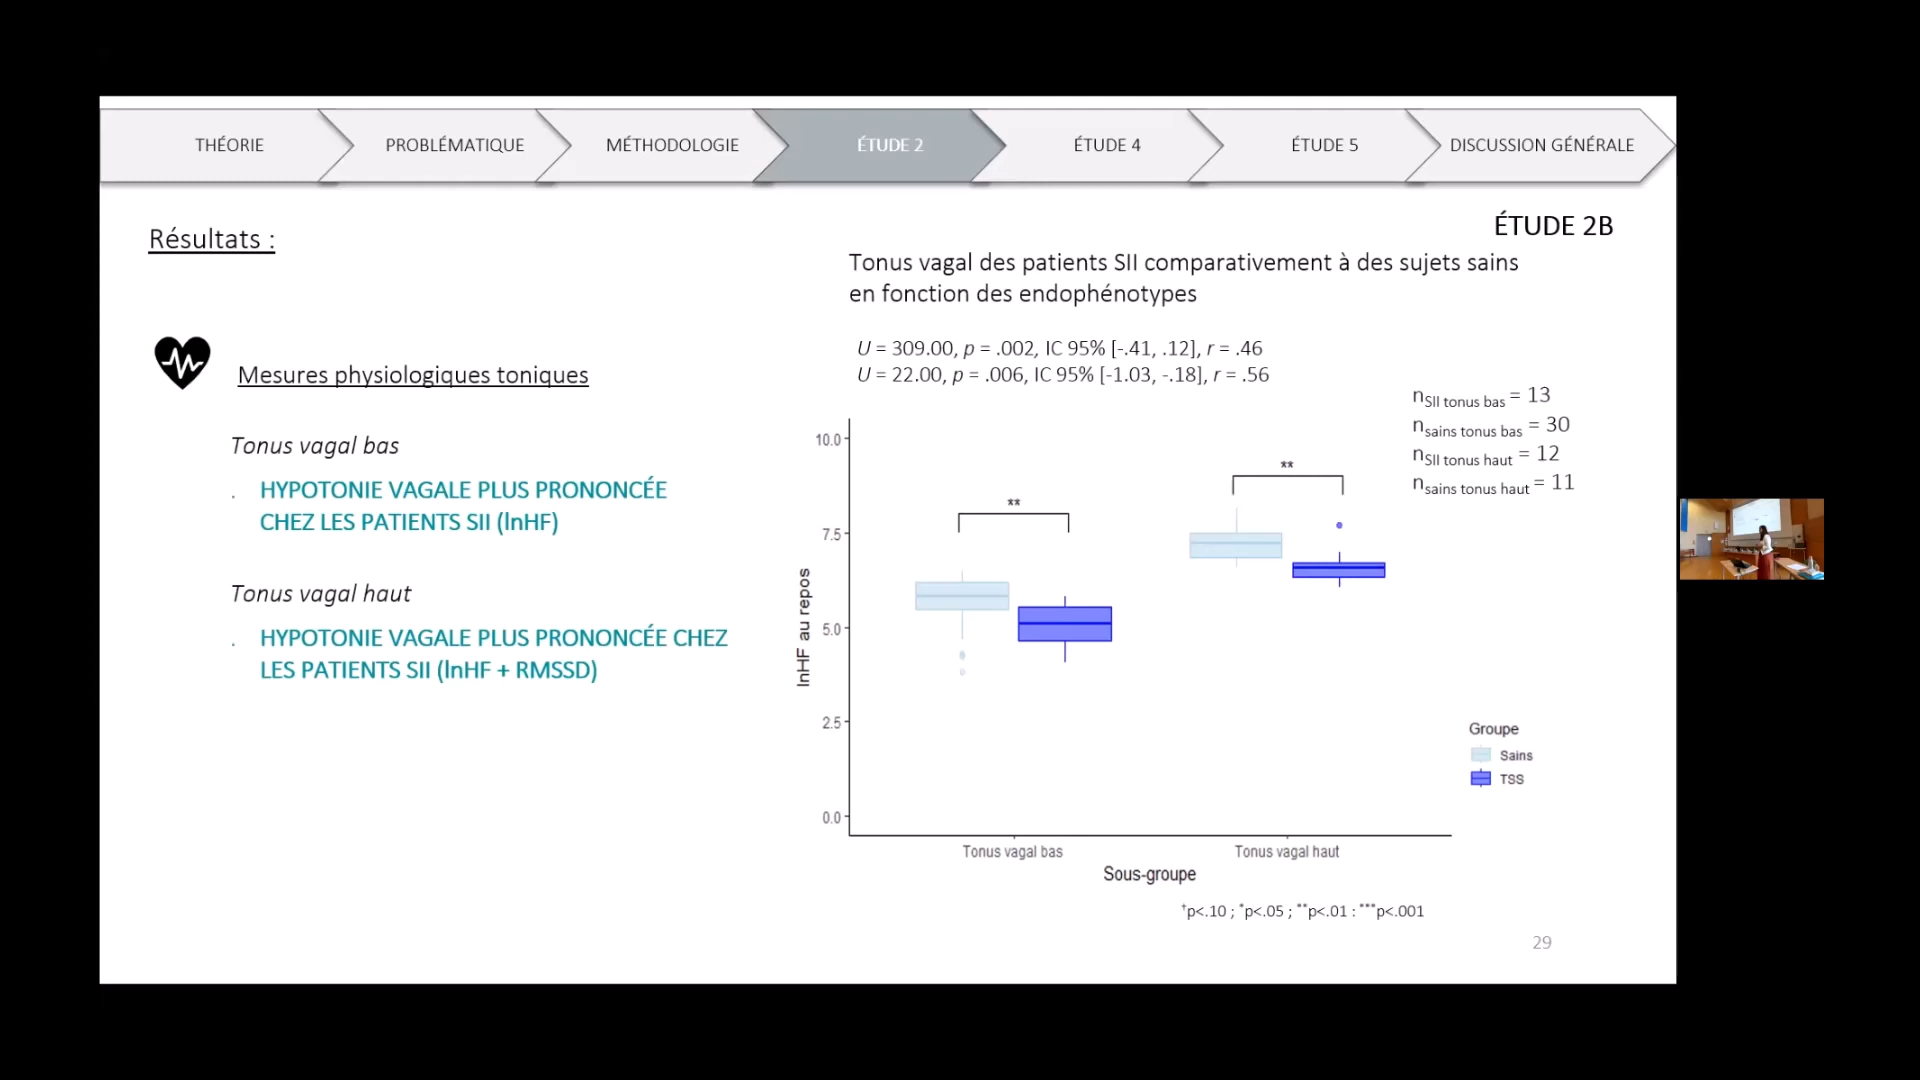 THÉORIE
PROBLÉMATIQUE
MÉTHODOLOGIE
ÉTUDE 2
ÉTUDE 4
ÉTUDE 5
DISCUSSION GÉNÉRALE
ÉTUDE 2B
Résultats :
Mesures physiologiques toniques
Tonus vagal bas
. HYPOTONIE VAGALE PLUS PRONONCÉE
CHEZ LES PATIENTS SII (lnHF)
Tonus vagal haut
. HYPOTONIE VAGALE PLUS PRONONCÉE CHEZ
LES PATIENTS SII (lnHF + RMSSD)
Tonus vagal des patients SII comparativement à des sujets sains
en fonction des endophénotypes
U = 309.00, p = .002, IC 95% [-.41, .12], r = .46
U = 22.00, p = .006, IC 95% [-1.03, -.18], r = .56
nSII tonus bas = 13
nsains tonus bas = 30
nSII tonus haut = 12
nsains tonus haut = 11
10.0
7.5
5.0
2.5
0.0
lnHF au repos
**
**
Groupe
Sains
TSS
Tonus vagal bas
Tonus vagal haut
Sous-groupe
†p<.10 ; *p<.05 ; **p<.01 : ***p<.001
29